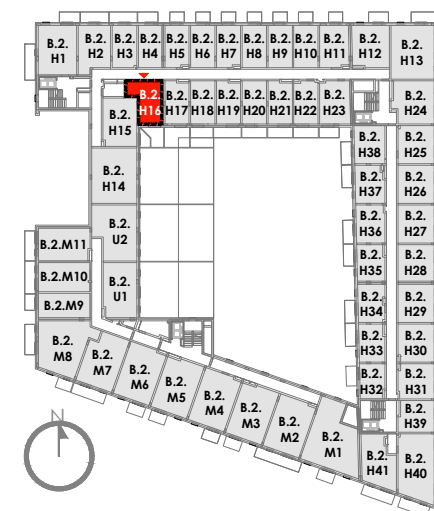 B.2.
H1
B.2.
H2
B.2.
H3
B.2.
H4
B.2.
H5
B.2.
H6
B.2.
H7
B.2.
H8
B.2.
H9
B.2.
H10
B.2.
H11
B.2.
H12
B.2.
H13
B.2.
H15
B.2.
H16
B.2.
H17
B.2.
H18
B.2.
H19
B.2.
H20
B.2.
H21
B.2.
H22
B.2.
H23
B.2.
H24
B.2.
H38
B.2.
H25
B.2.
H14
B.2.
H37
B.2.
H26
B.2.
U2
B.2.
H36
B.2.
H27
B.2.M11
B.2.
H35
B.2.
H28
B.2.M10
B.2.
U1
B.2.
H34
B.2.
H29
B.2.M9
B.2.
H33
B.2.
H30
B.2.
M8
B.2.
M7
B.2.
M6
B.2.
M5
B.2.
M4
B.2.
M3
B.2.
M2
B.2.
M1
B.2.
H32
B.2.
H31
B.2.
H39
B.2.
H41
B.2.
H40
N